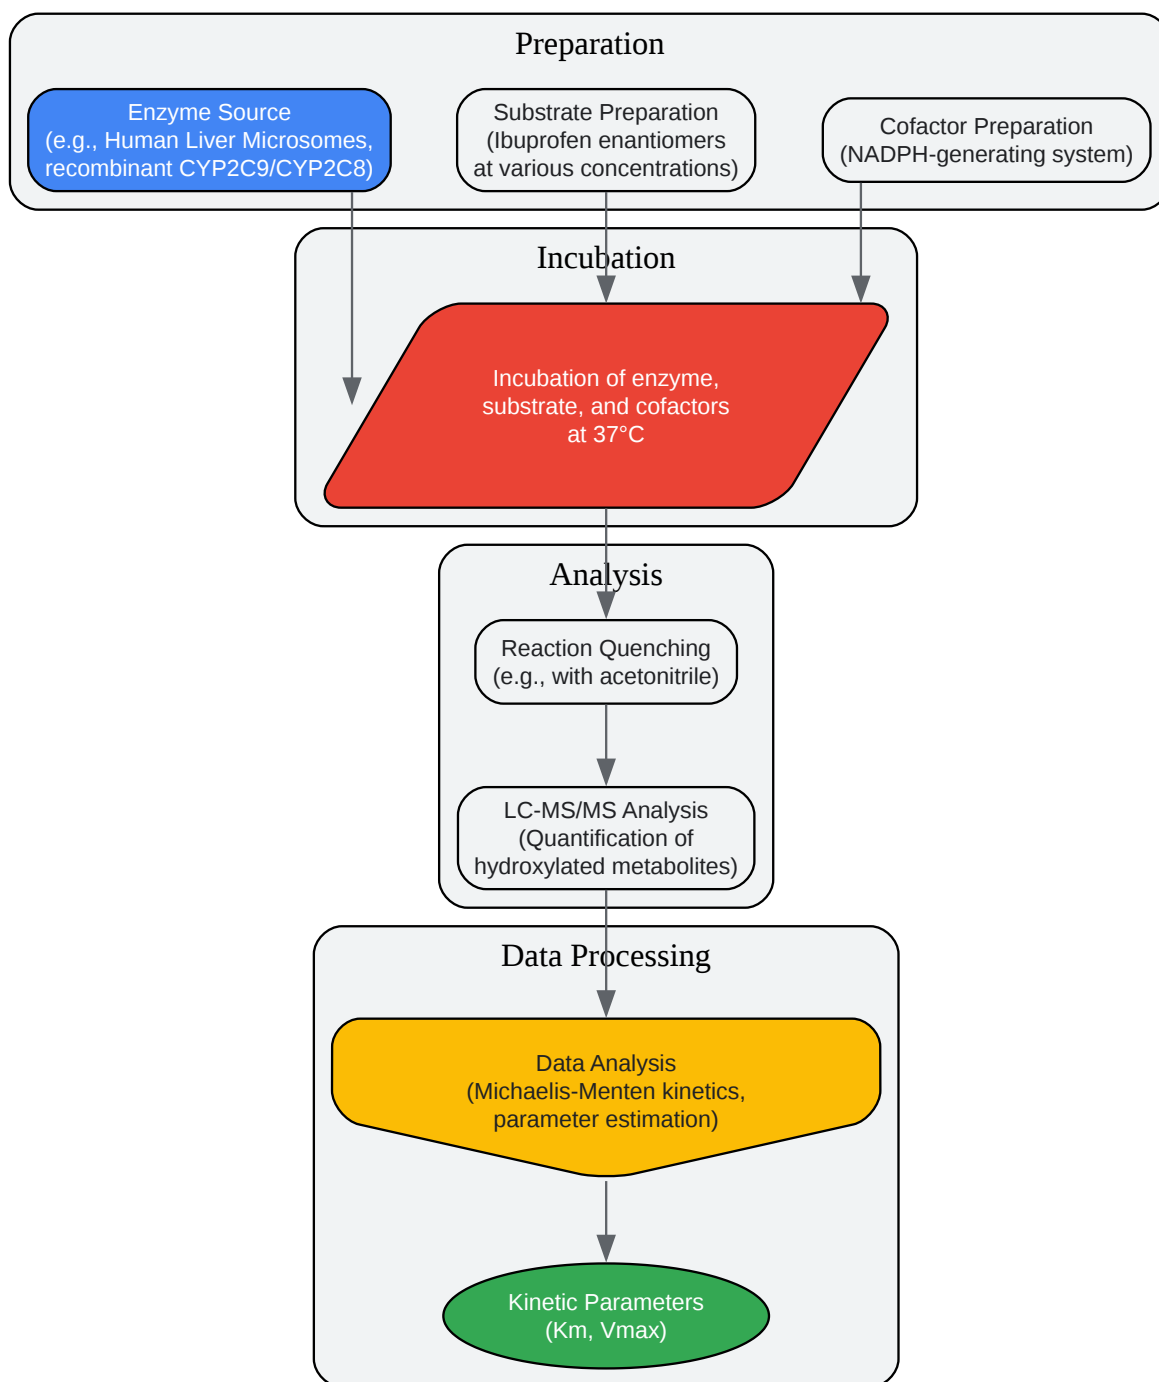 Preparation
Enzyme Source
(e.g., Human Liver Microsomes,
recombinant CYP2C9/CYP2C8)
Substrate Preparation
(Ibuprofen enantiomers
at various concentrations)
Cofactor Preparation
(NADPH-generating system)
Incubation
Incubation of enzyme,
substrate, and cofactors
at 37°C
Analysis
Reaction Quenching
(e.g., with acetonitrile)
LC-MS/MS Analysis
(Quantification of
hydroxylated metabolites)
Data Processing
Data Analysis
(Michaelis-Menten kinetics,
parameter estimation)
Kinetic Parameters
(Km, Vmax)